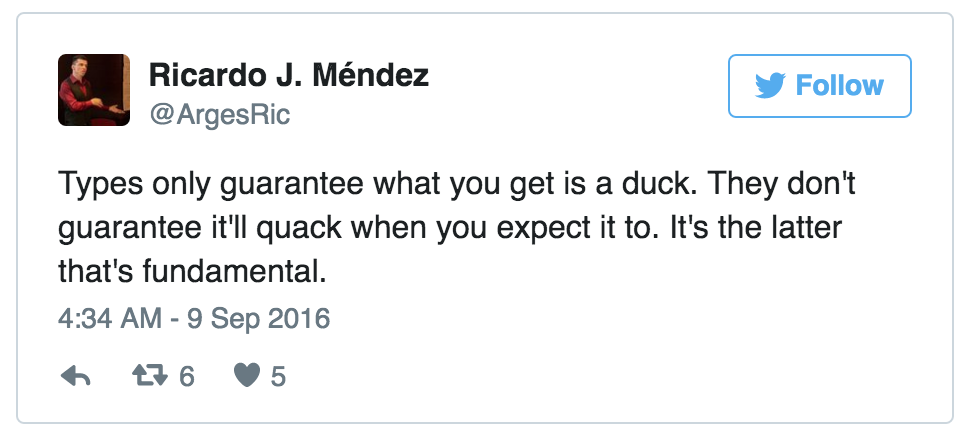 Ricardo J. Méndez
@ArgesRic
Follow
Types only guarantee what you get is a duck. They don't
guarantee it'll quack when you expect it to. It's the latter
that's fundamental.
4:34 AM - 9 Sep 2016
6 5